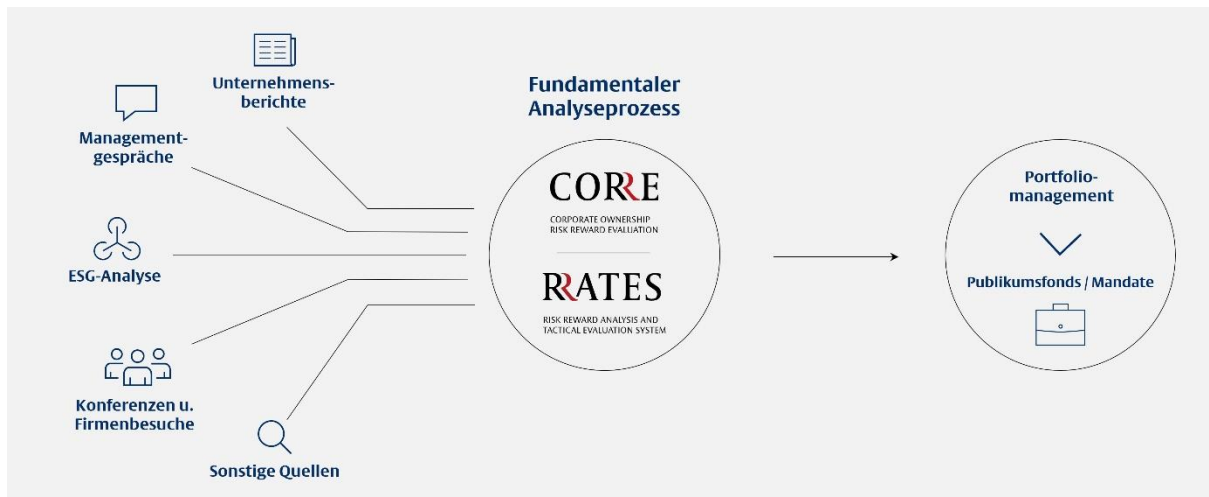 Unternehmens-
berichte
Management-
gespräche
ESG-Analyse
Konferenzen u.
Firmenbesuche
Sonstige Quellen
Fundamentaler
Analyseprozess
CORRE
CORPORATE OWNERSHIP
RISK REWARD EVALUATION
RRATES
RISK REWARD ANALYSIS AND
TACTICAL EVALUATION SYSTEM
Portfolio-
management
Publikumsfonds / Mandate